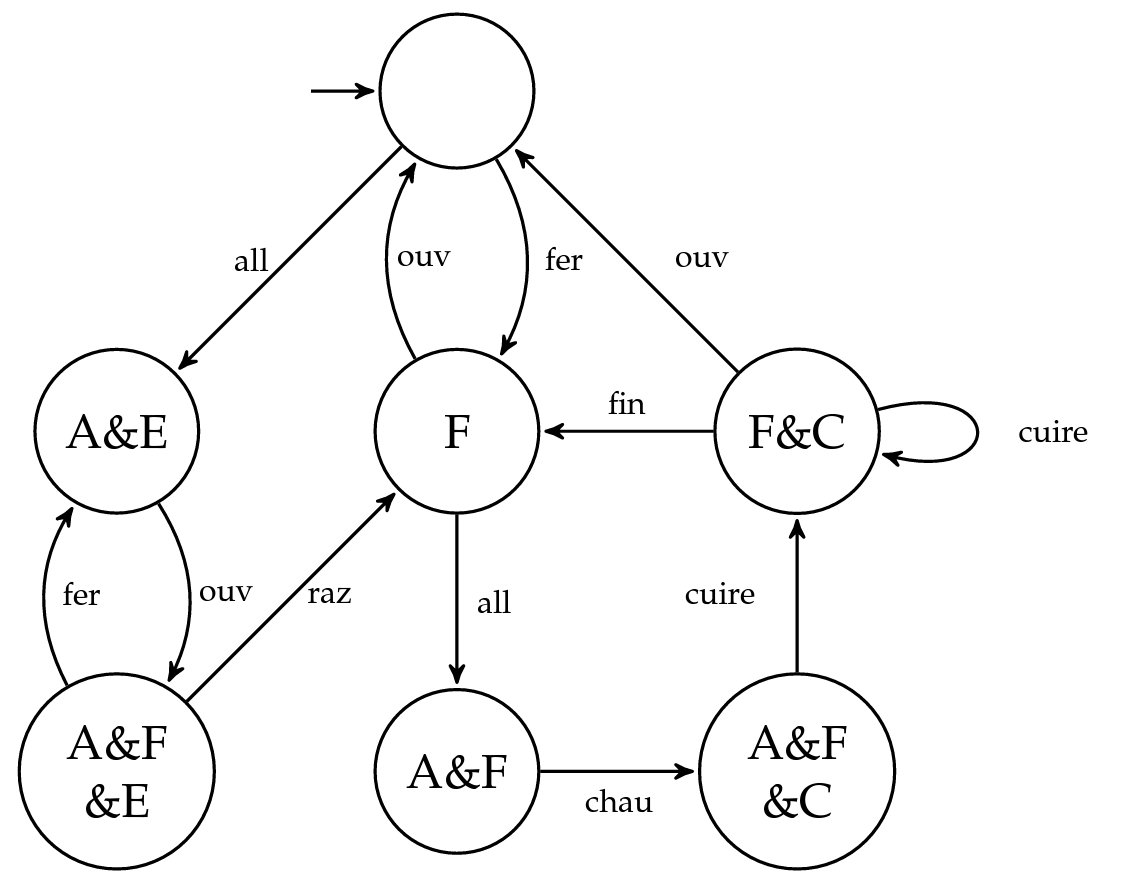 all
ouv
fer
ouv
A&E
F
fin
F&C
cuire
fer
ouv
raz
all
cuire
A&F
&E
A&F
chau
A&F
&C